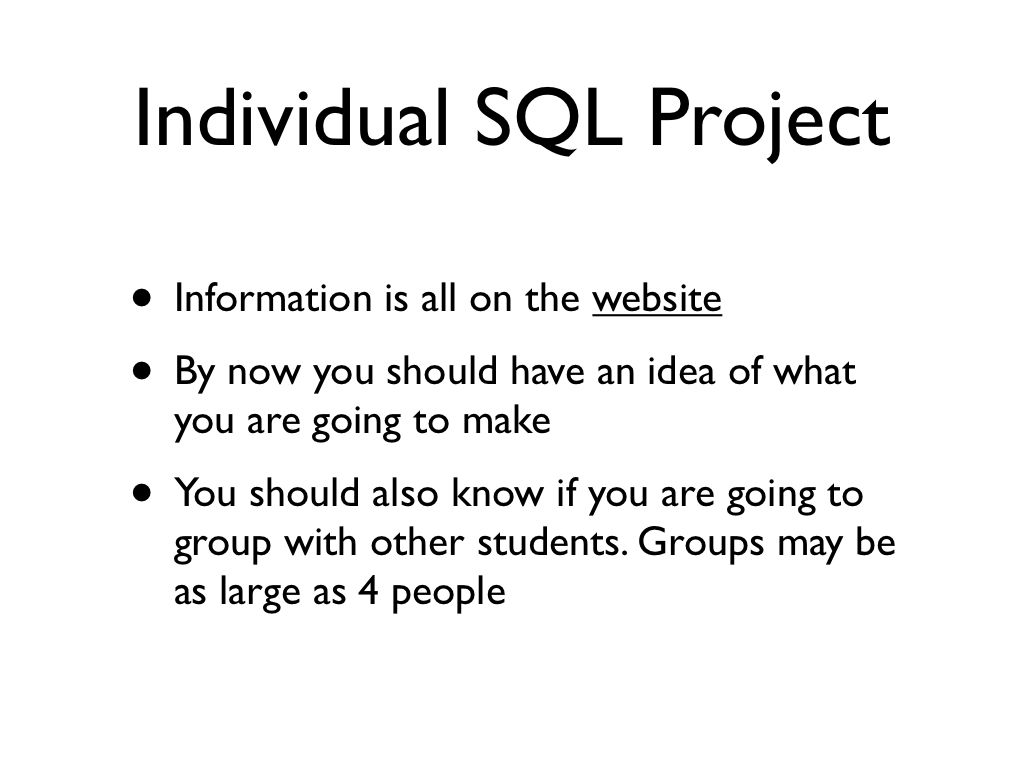 Individual SQL Project
• Information is all on the website
• By now you should have an idea of what
you are going to make
• You should also know if you are going to
group with other students. Groups may be
as large as 4 people